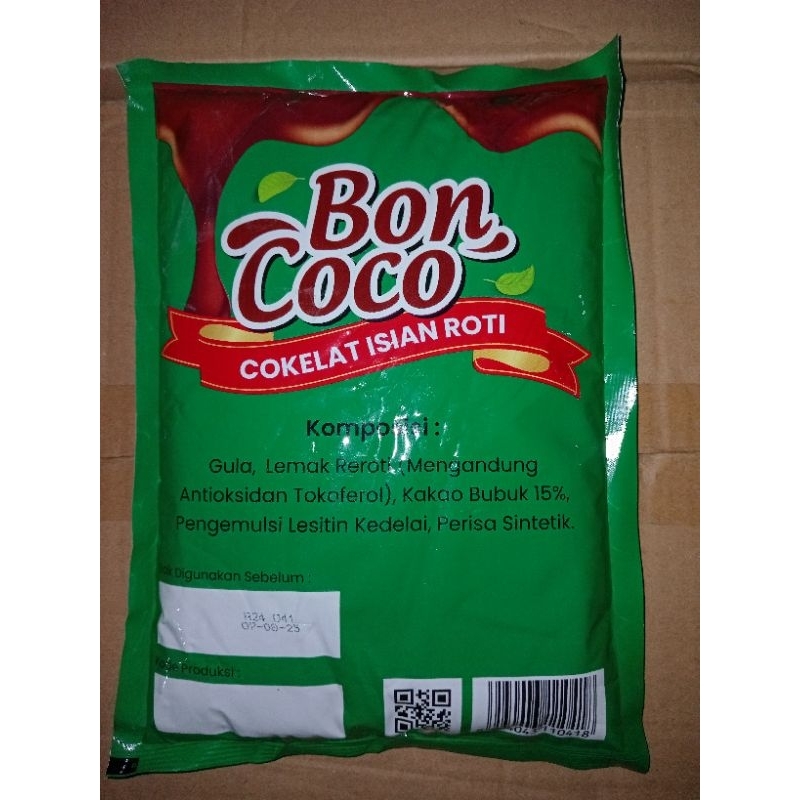 Bon
Coco
COKELAT ISIAN ROTI
Komposisi :
Gula, Lemak Reroti (Mengandung
Antioksidan Tokoferol), Kakao Bubuk 15%,
Pengemulsi Lesitin Kedelai, Perisa Sintetik.
Digunakan Sebelum :
Produksi :